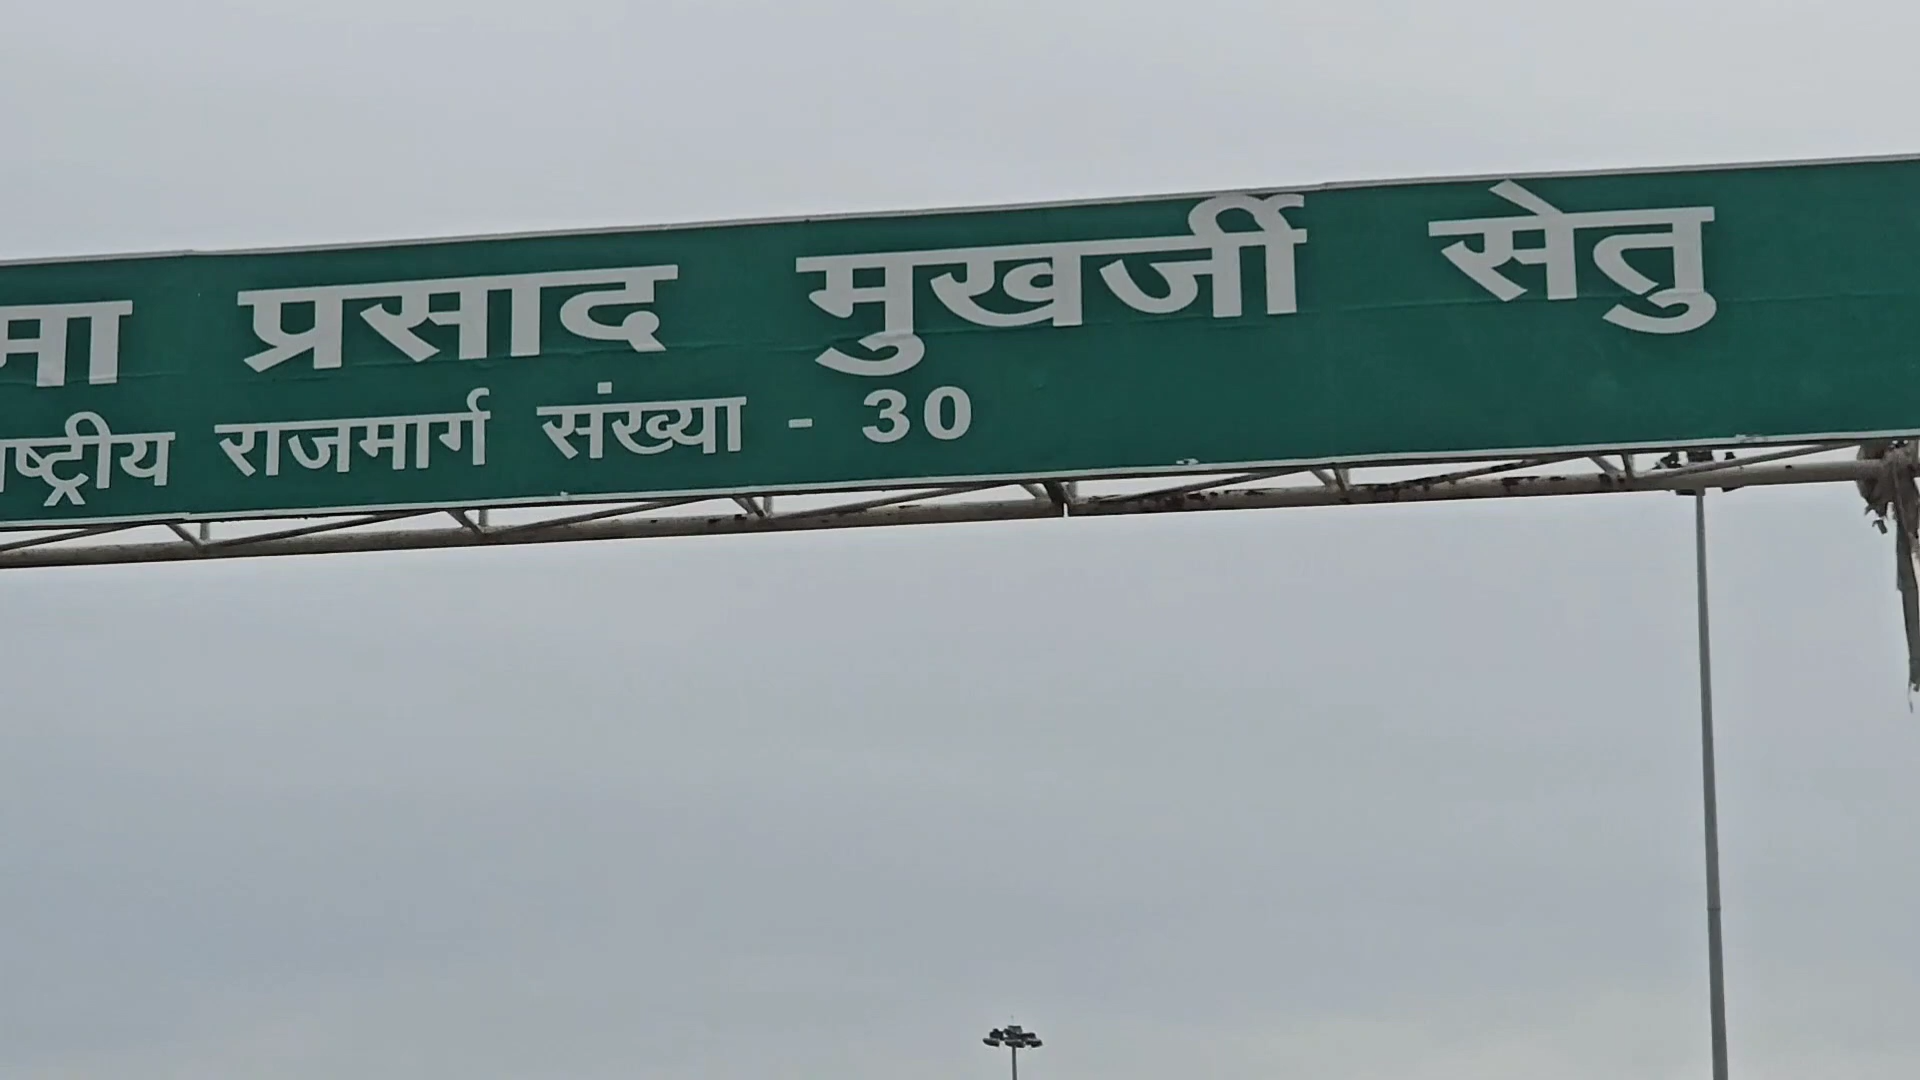 मा प्रसाद मुखर्जी सेतु
ाष्ट्रीय राजमार्ग संख्या - 30